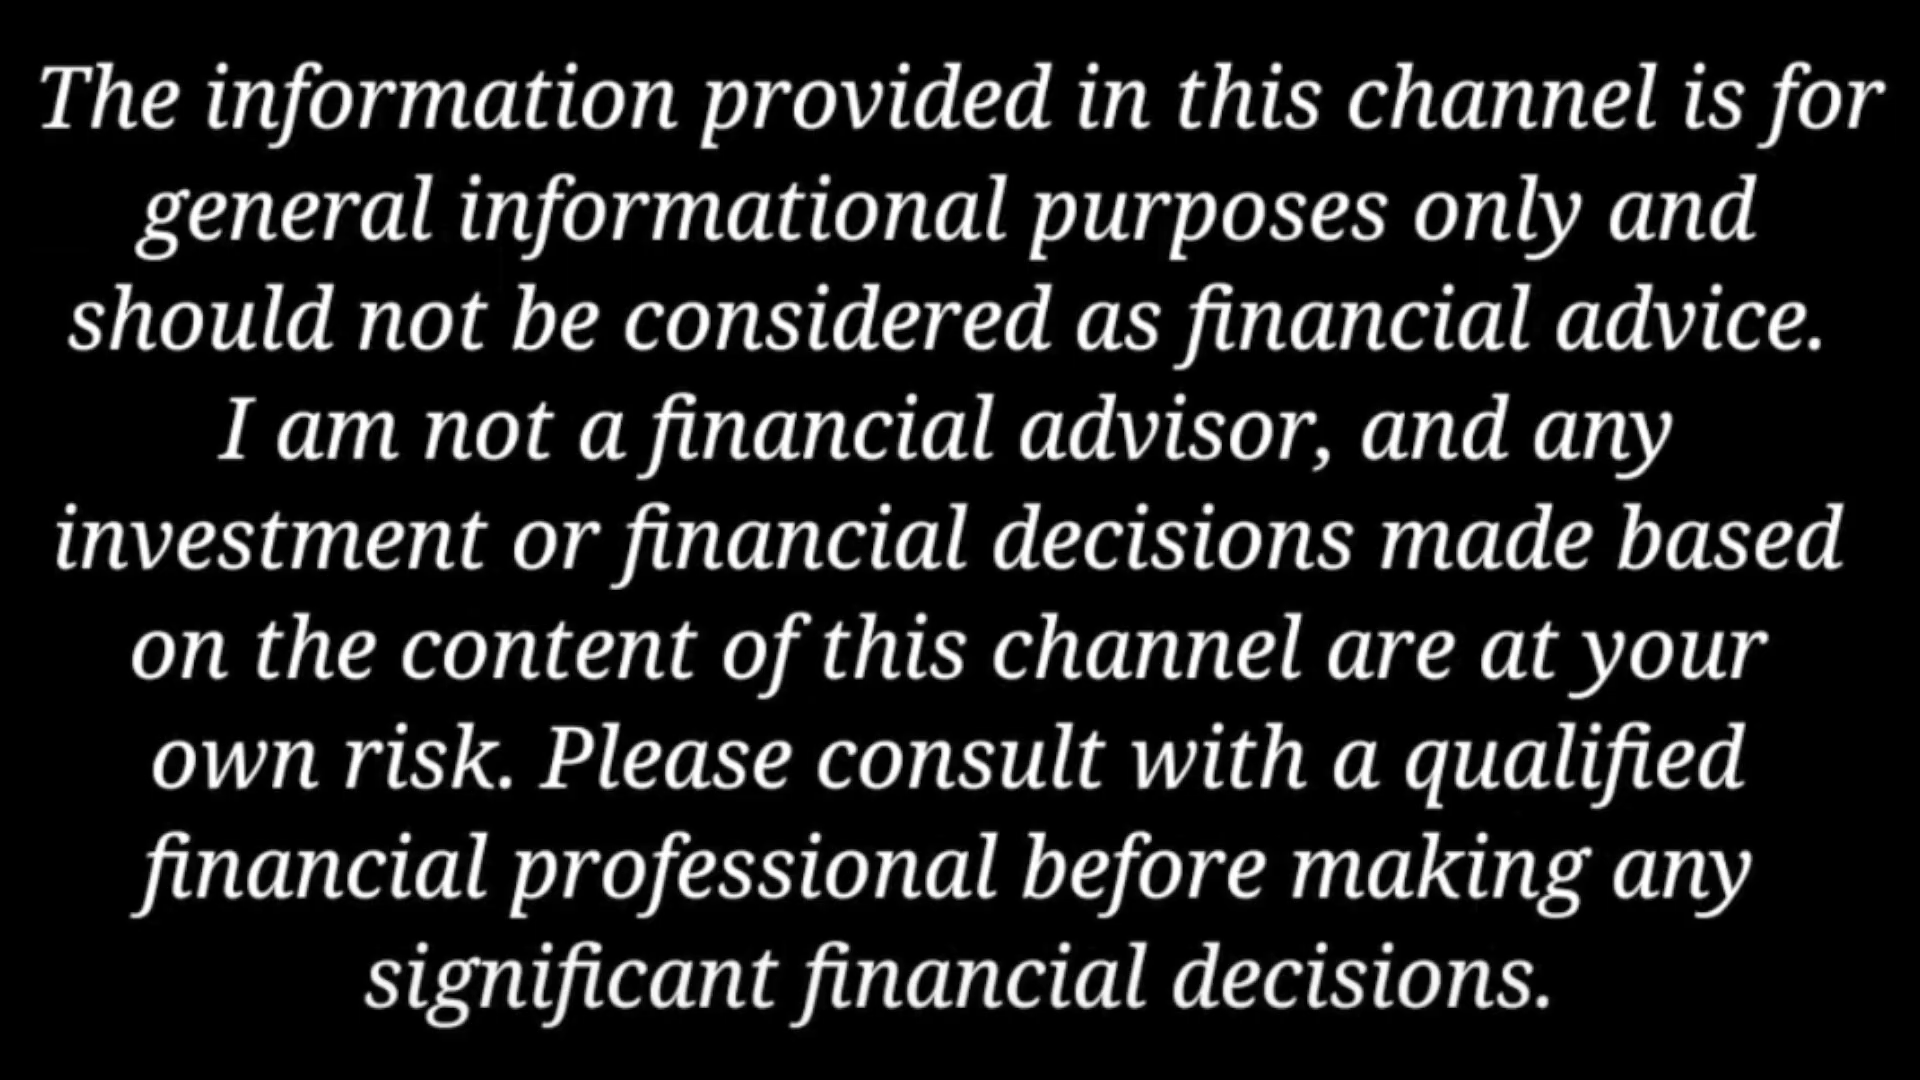 The information provided in this channel is for
general informational purposes only and
should not be considered as financial advice.
I am not a financial advisor, and any
investment or financial decisions made based
on the content of this channel are at your
own risk. Please consult with a qualified
financial professional before making any
significant financial decisions.